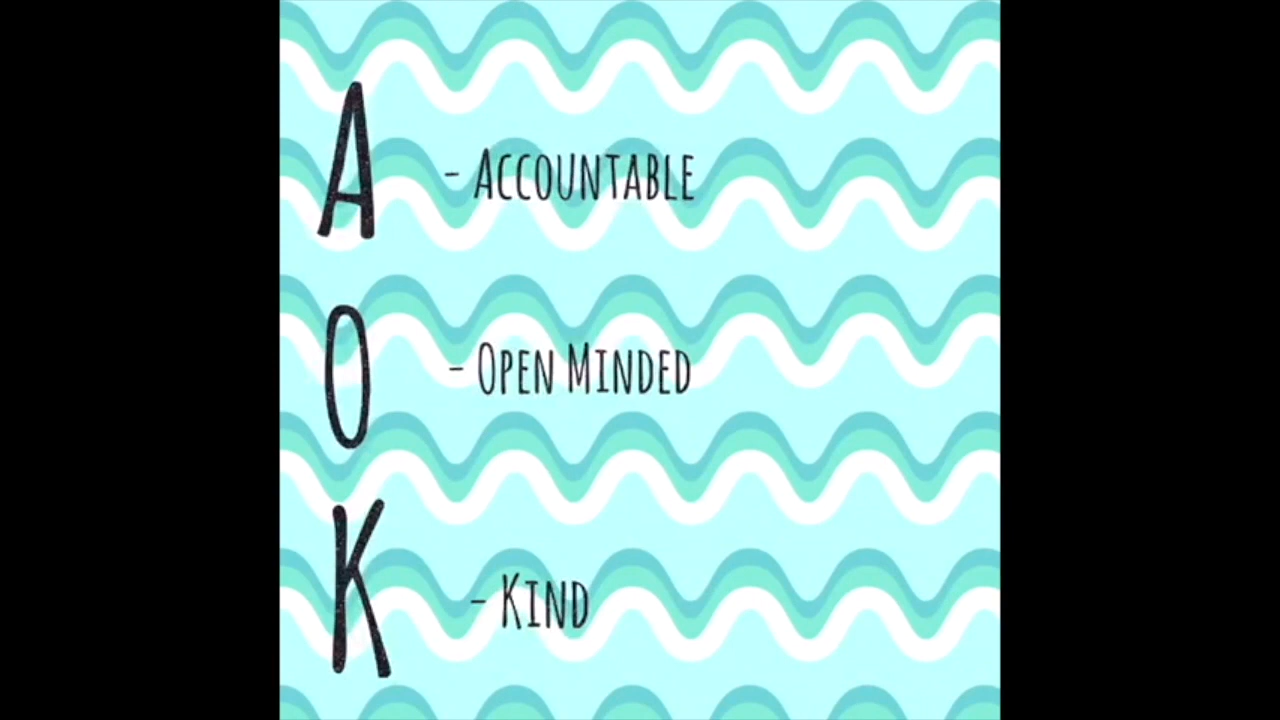 A - Accountable
O - Open Minded
K - Kind